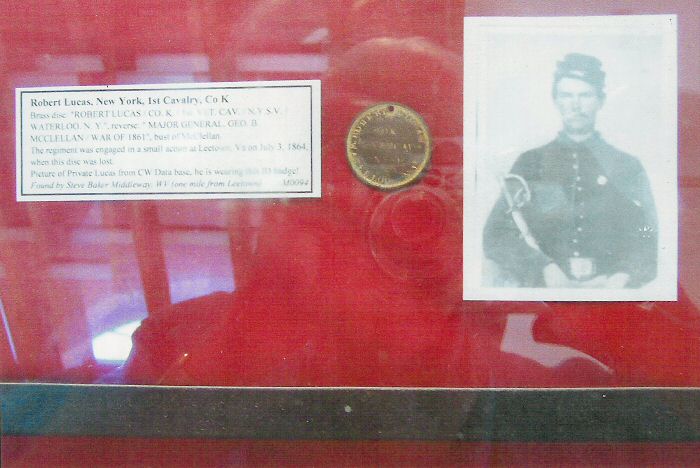 Robert Lucas, New York, 1st Cavalry, Co K
Brass disc "ROBERT LUCAS / CO. K. / 1st VET. CAV. / N.Y.S.V. /
WATERLOO. N. Y.", reverse: " MAJOR GENERAL. GEO. B.
MCCLELLAN / WAR OF 1861", bust of McClellan.
The regiment was engaged in a small action at Leetown, Va on July 3, 1864,
when this disc was lost.
Picture of Private Lucas from CW Data base, he is wearing this ID badge!
Found by Steve Baker Middleway, WV (one mile from Leetown) M0094